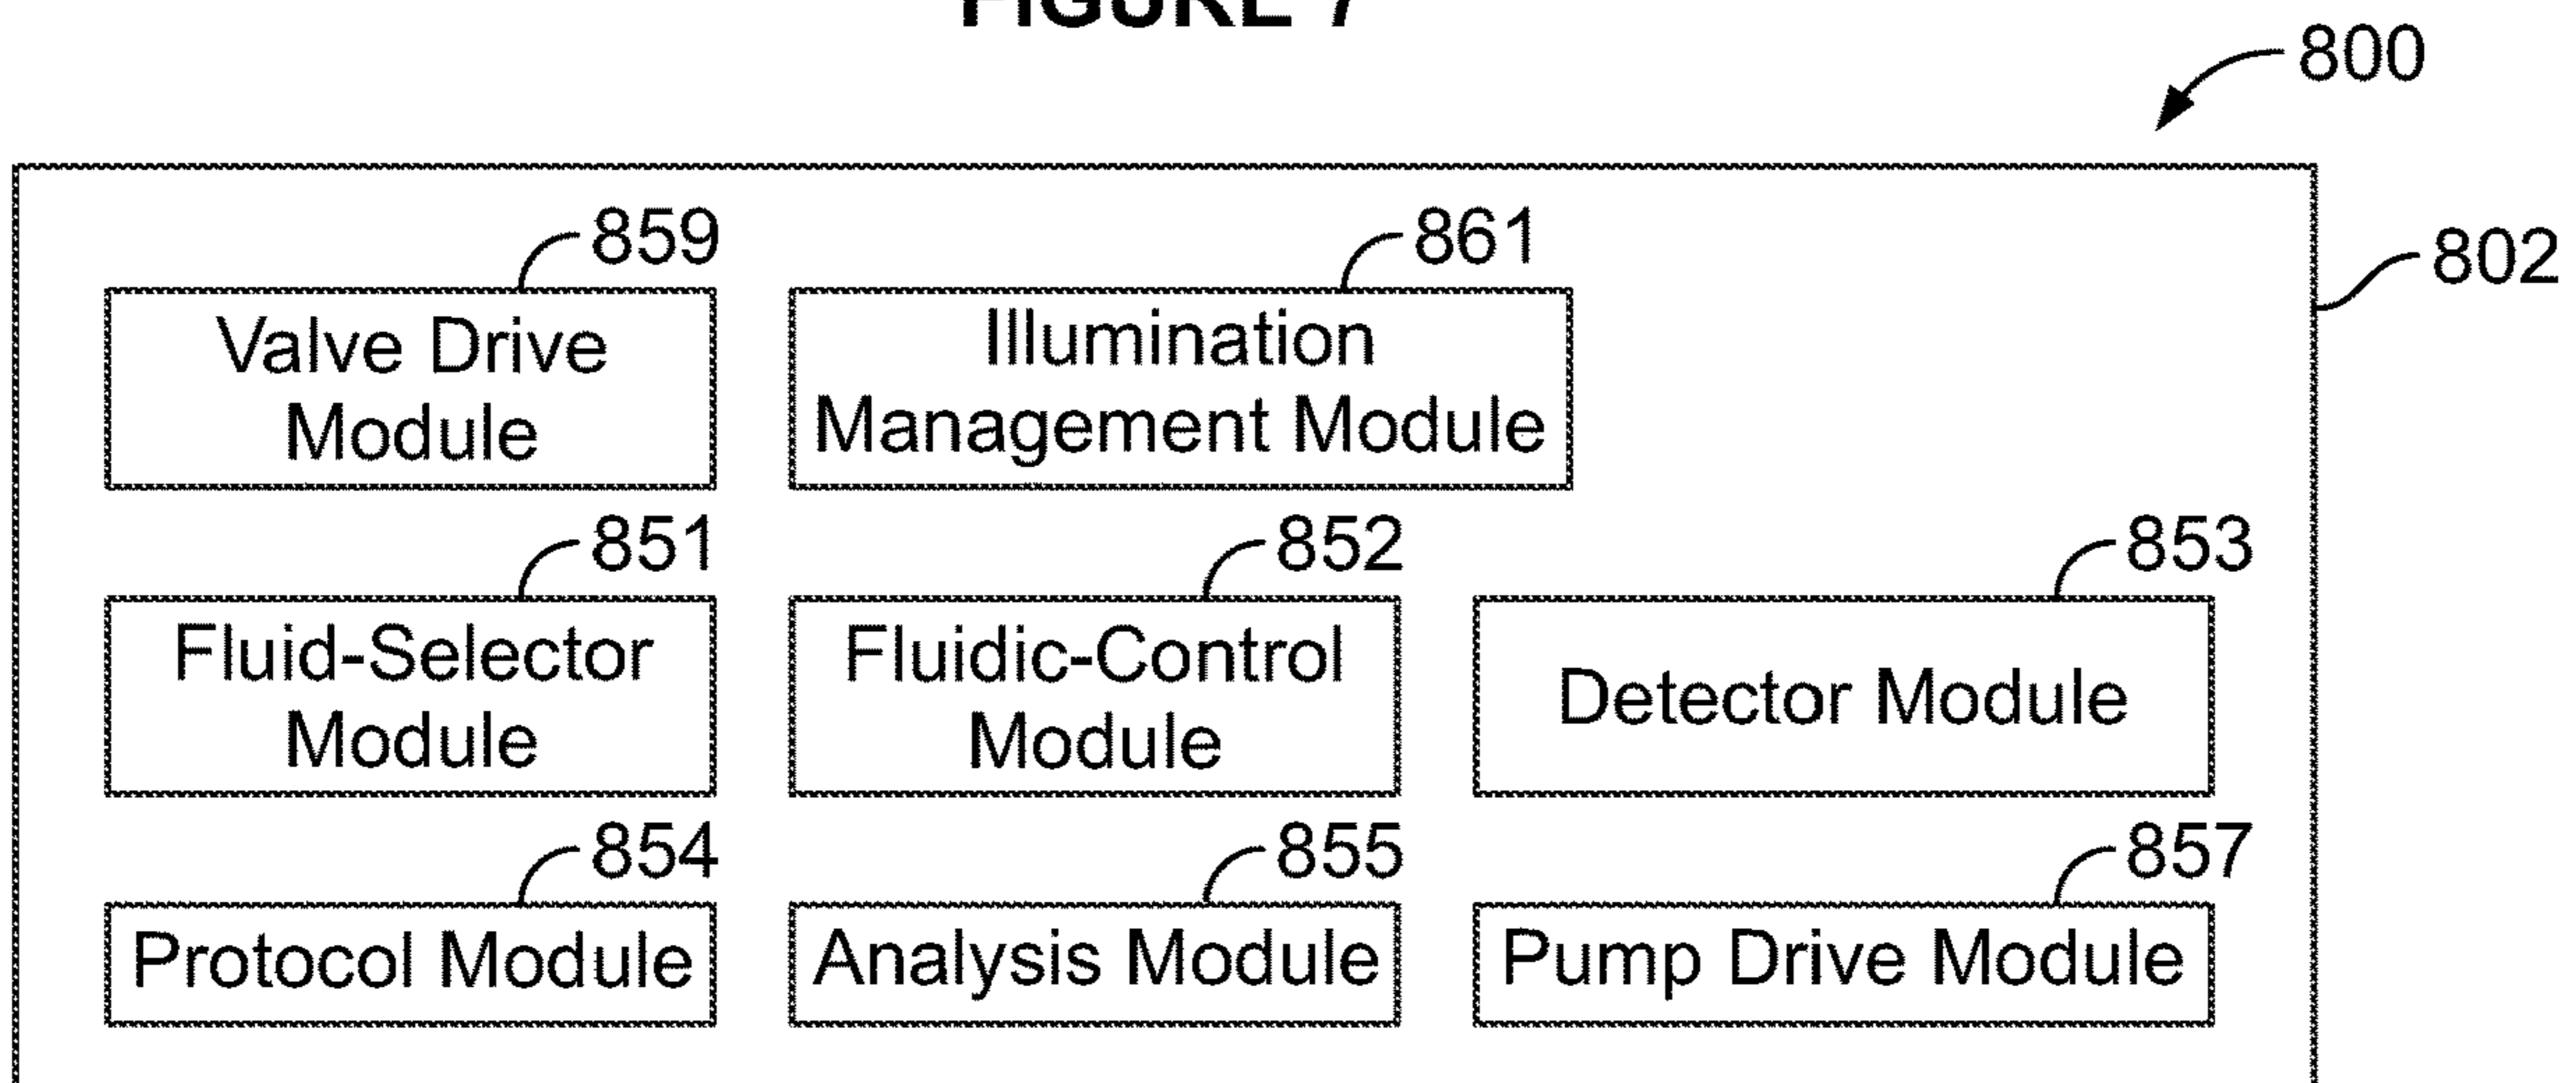 FIGURE 7
800
802
859
861
Valve Drive
Module
Illumination
Management Module
851
852
853
Fluid-Selector
Module
Fluidic-Control
Module
Detector Module
854
855
857
Protocol Module
Analysis Module
Pump Drive Module